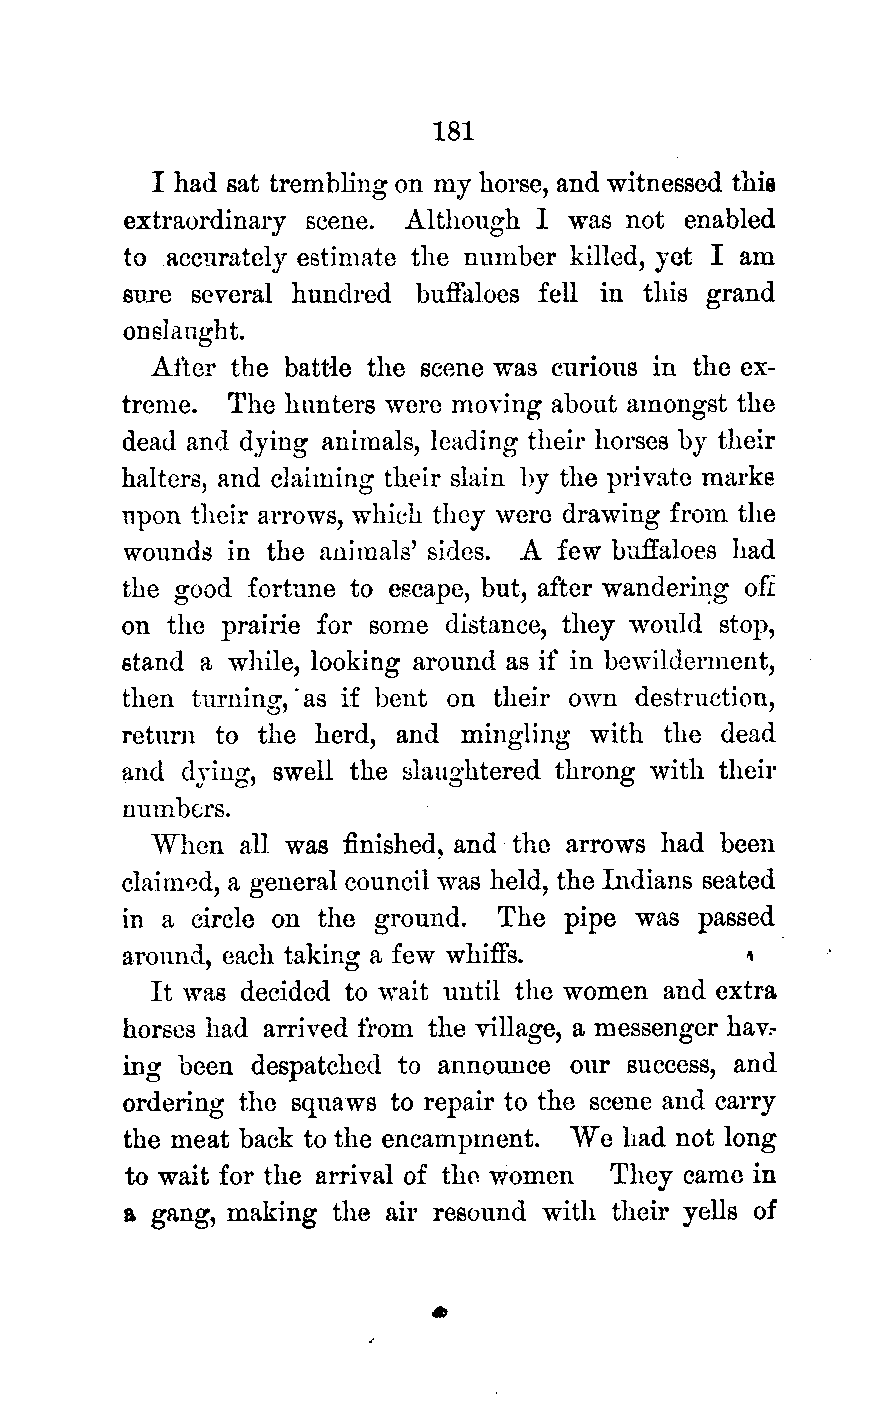 181
I had sat trembling on my horse, and witnessed this
extraordinary scene. Although I was not enabled
to accurately estimate the number killed, yet I am
sure several hundred buffaloes fell in this grand
onslaught.
After the battle the scene was curious in the ex-
treme. The hunters were moving about amongst the
dead and dying animals, leading their horses by their
halters, and claiming their slain by the private marks
upon their arrows, which they were drawing from the
wounds in the animals' sides. A few buffaloes had
the good fortune to escape, but, after wandering off
on the prairie for some distance, they would stop,
stand a while, looking around as if in bewilderment,
then turning, as if bent on their own destruction,
return to the herd, and mingling with the dead
and dying, swell the slaughtered throng with their
numbers.
When all was finished, and the arrows had been
claimed, a general council was held, the Indians seated
in a circle on the ground. The pipe was passed
around, each taking a few whiffs.
It was decided to wait until the women and extra
horses had arrived from the village, a messenger hav-
ing been despatched to announce our success, and
ordering the squaws to repair to the scene and carry
the meat back to the encampment. We had not long
to wait for the arrival of the women They came in
a gang, making the air resound with their yells of